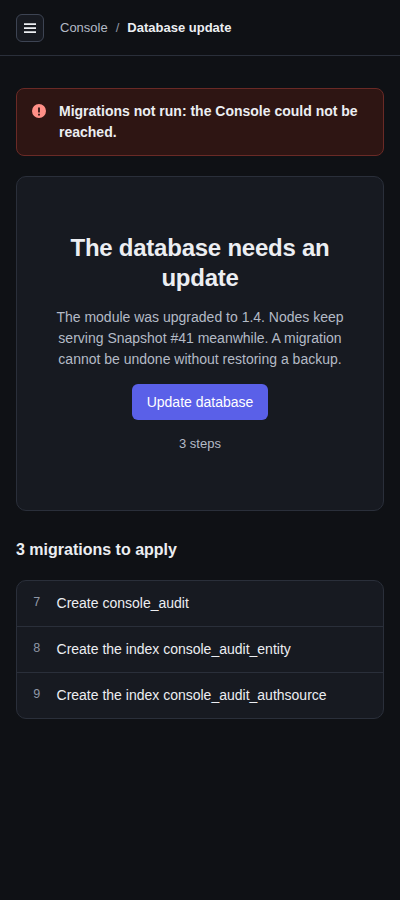 Console / Database update
Migrations not run: the Console could not be
reached.
The database needs an
update
The module was upgraded to 1.4. Nodes keep
serving Snapshot #41 meanwhile. A migration
cannot be undone without restoring a backup.
Update database
3 steps
3 migrations to apply
7 Create console_audit
8 Create the index console_audit_entity
9 Create the index console_audit_authsource